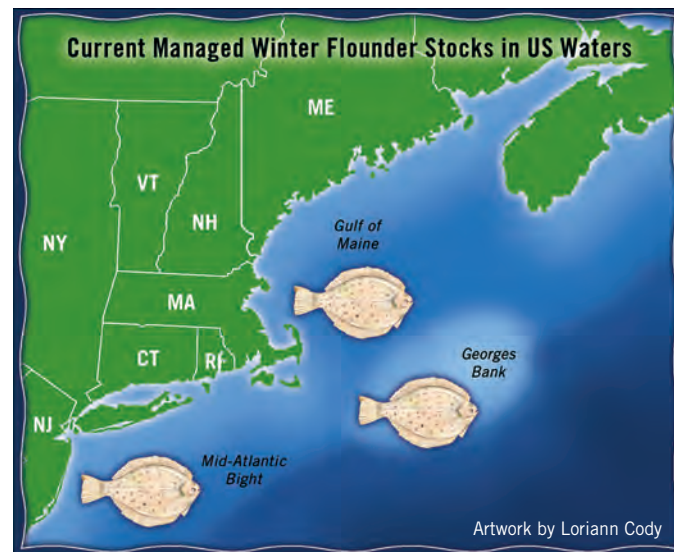 Current Managed Winter Flounder Stocks in US Waters
ME
VT
NH
NY
Gulf of
Maine
MA
Georges
Bank
CT
RI
NJ
Mid-Atlantic
Bight
Artwork by Loriann Cody